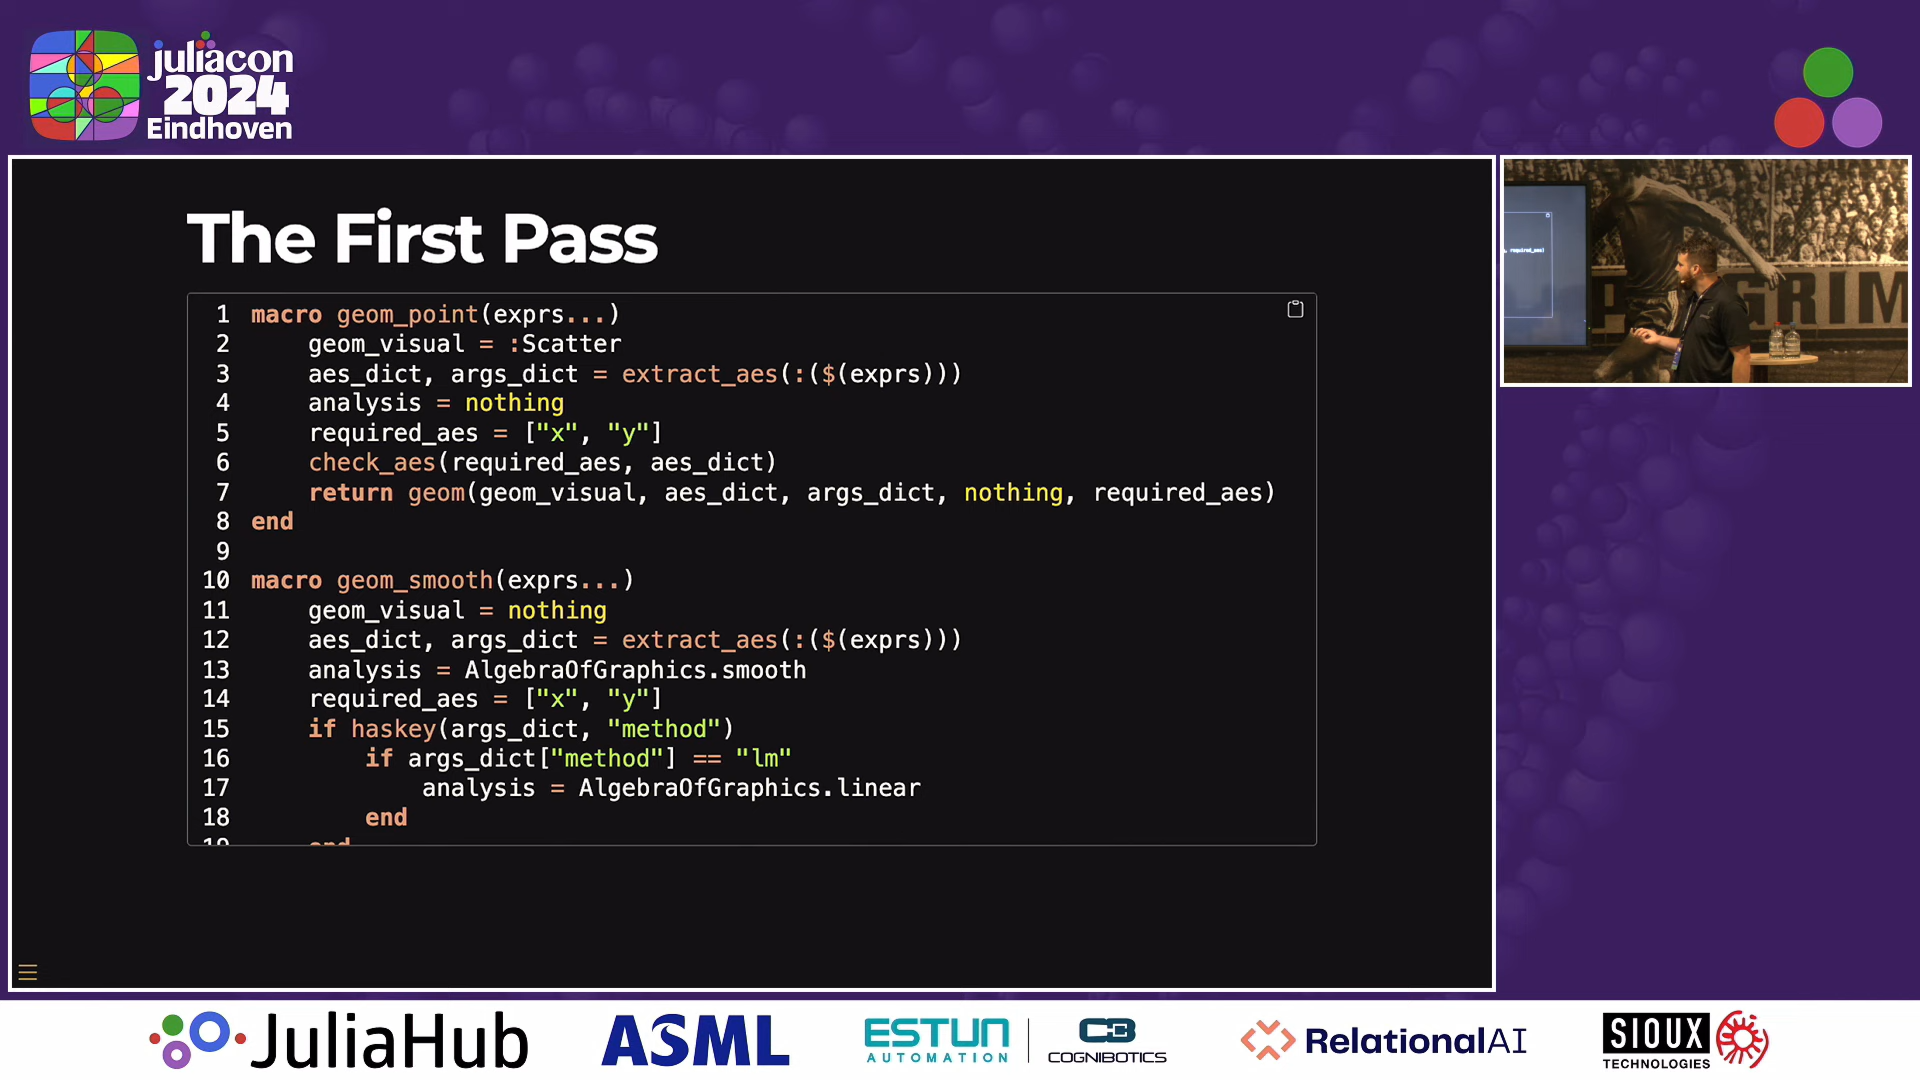 juliacon
2024
Eindhoven
The First Pass
1 macro geom_point(exprs...)
2     geom_visual = :Scatter
3     aes_dict, args_dict = extract_aes(:($(exprs)))
4     analysis = nothing
5     required_aes = ["x", "y"]
6     check_aes(required_aes, aes_dict)
7     return geom(geom_visual, aes_dict, args_dict, nothing, required_aes)
8 end
9
10 macro geom_smooth(exprs...)
11     geom_visual = nothing
12     aes_dict, args_dict = extract_aes(:($(exprs)))
13     analysis = AlgebraOfGraphics.smooth
14     required_aes = ["x", "y"]
15     if haskey(args_dict, "method")
16         if args_dict["method"] == "lm"
17             analysis = AlgebraOfGraphics.linear
18         end
19     end
required_aes)
GRIM
JuliaHub
ASML
ESTUN
AUTOMATION
COGNIBOTICS
RelationalAI
SIOUX
TECHNOLOGIES